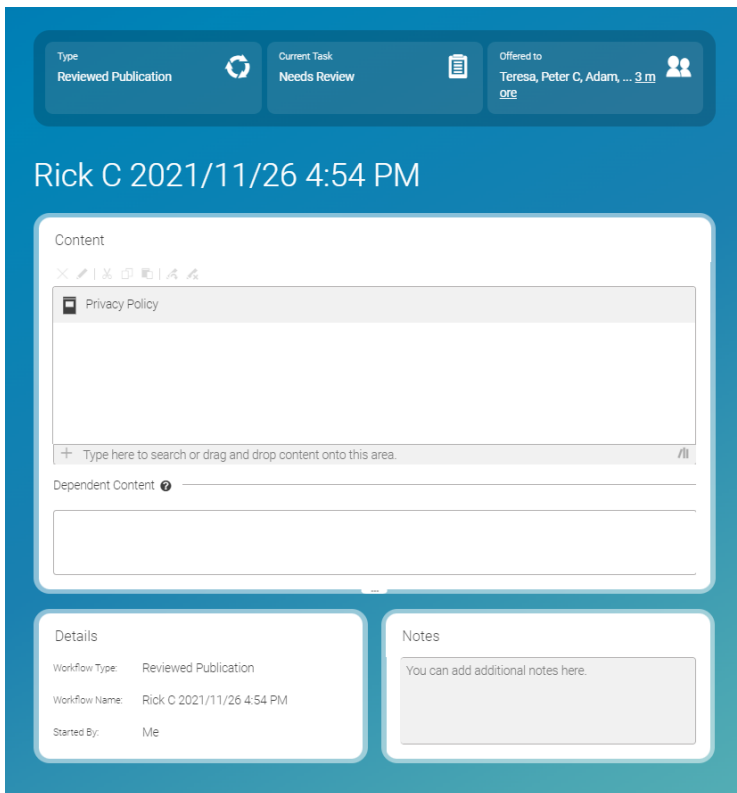 Type
Reviewed Publication
Current Task
Needs Review
Offered to
Teresa, Peter C, Adam, ... 3 m
ore
Rick C 2021/11/26 4:54 PM
Content
Privacy Policy
Type here to search or drag and drop content onto this area.
Dependent Content
Details
Workflow Type: Reviewed Publication
Workflow Name: Rick C 2021/11/26 4:54 PM
Started By: Me
Notes
You can add additional notes here.